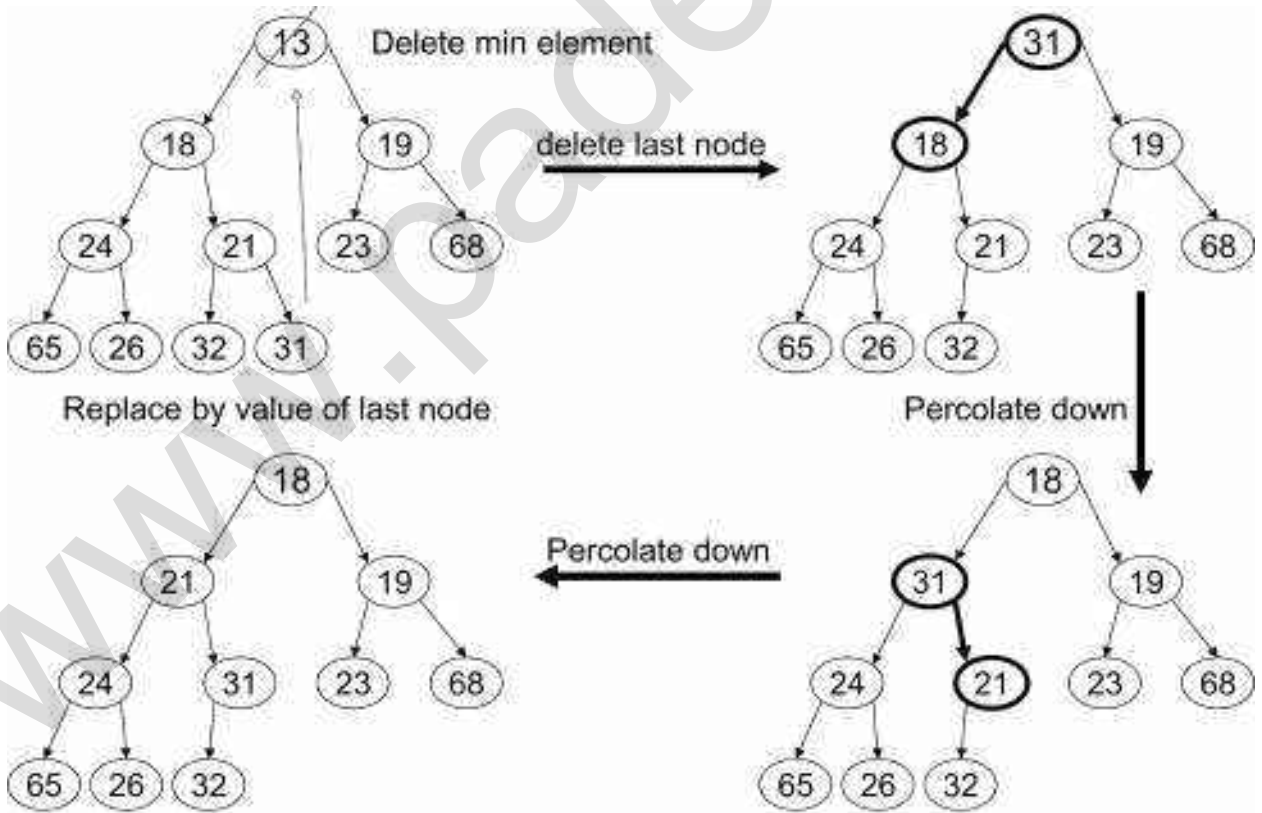 13 Delete min element
18 19
24 21 23 68
65 26 32 31
Replace by value of last node
delete last node
31
18 19
24 21 23 68
65 26 32
Percolate down
18
31 19
24 21 23 68
65 26 32
Percolate down
18
21 19
24 31 23 68
65 26 32
www.pade